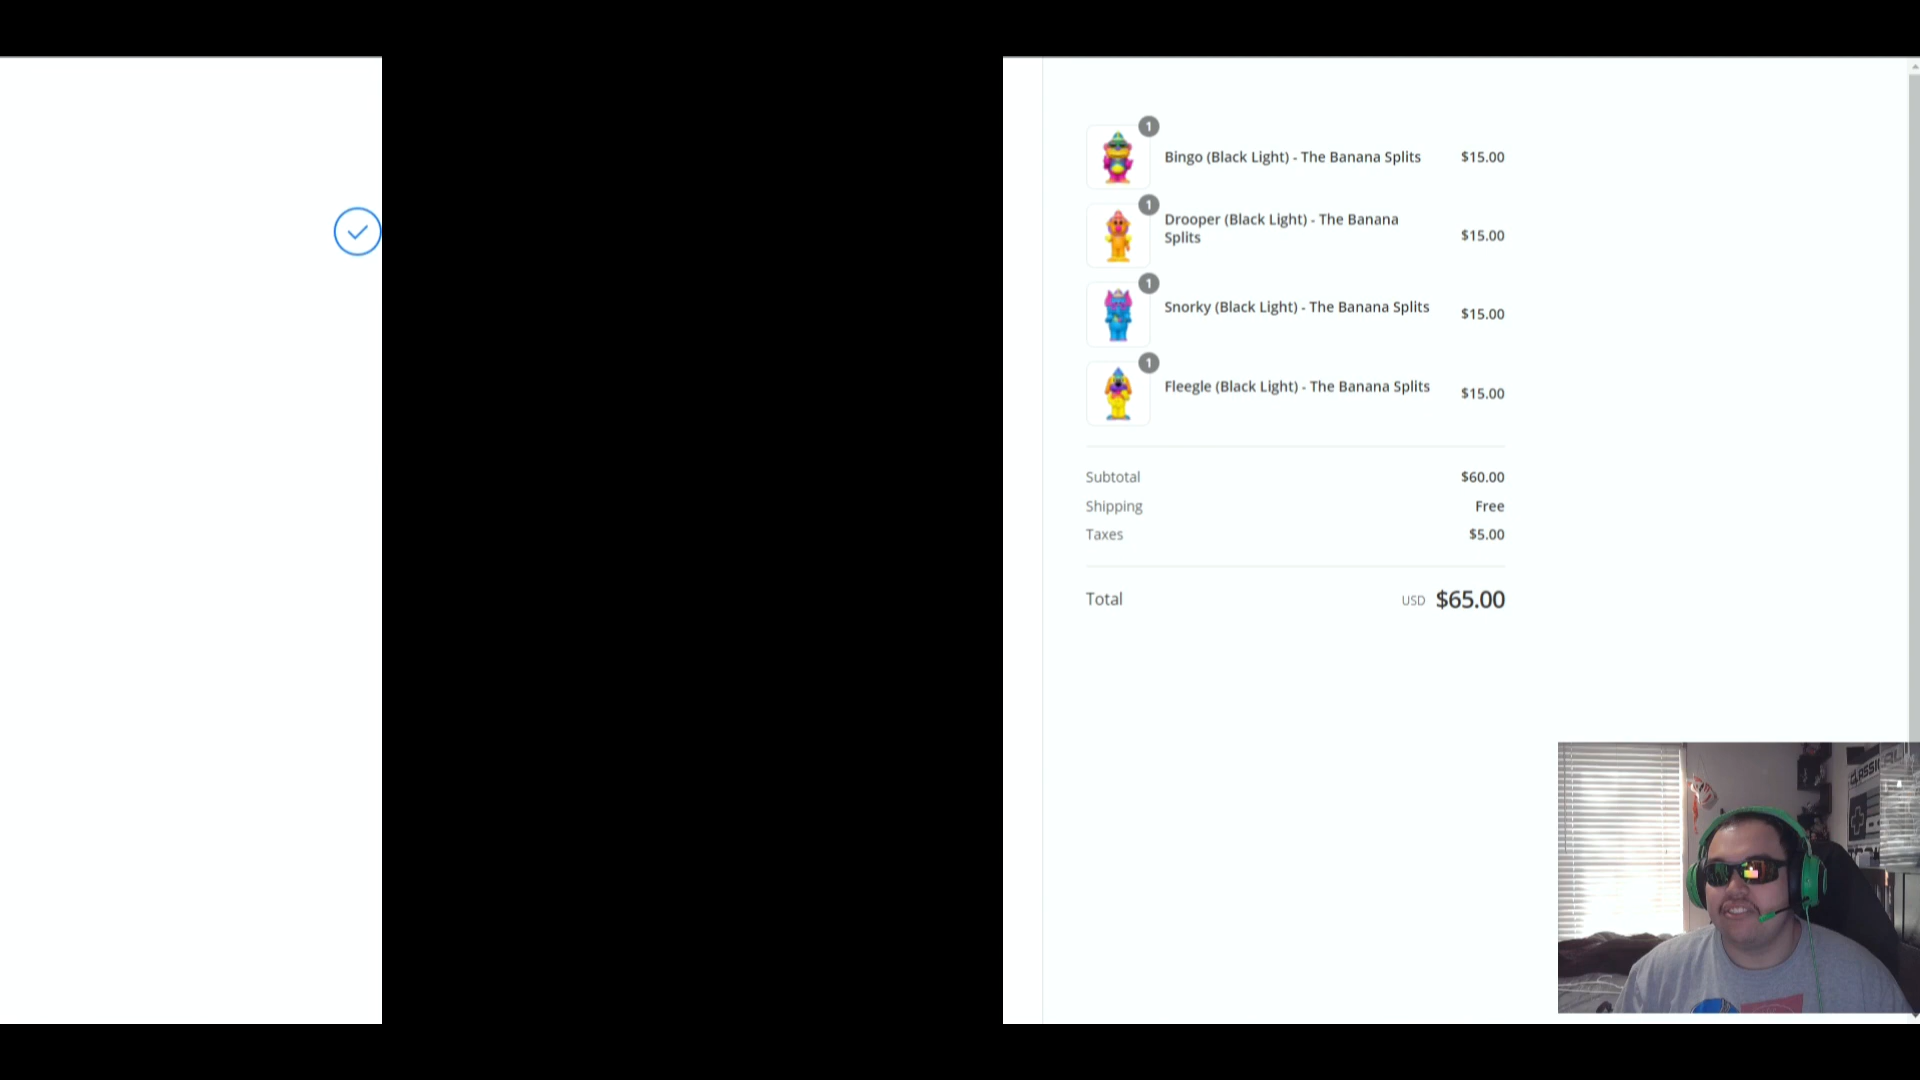 1
Bingo (Black Light) - The Banana Splits $15.00
1
Drooper (Black Light) - The Banana
Splits
$15.00
1
Snorky (Black Light) - The Banana Splits $15.00
1
Fleegle (Black Light) - The Banana Splits $15.00
Subtotal $60.00
Shipping Free
Taxes $5.00
Total USD $65.00